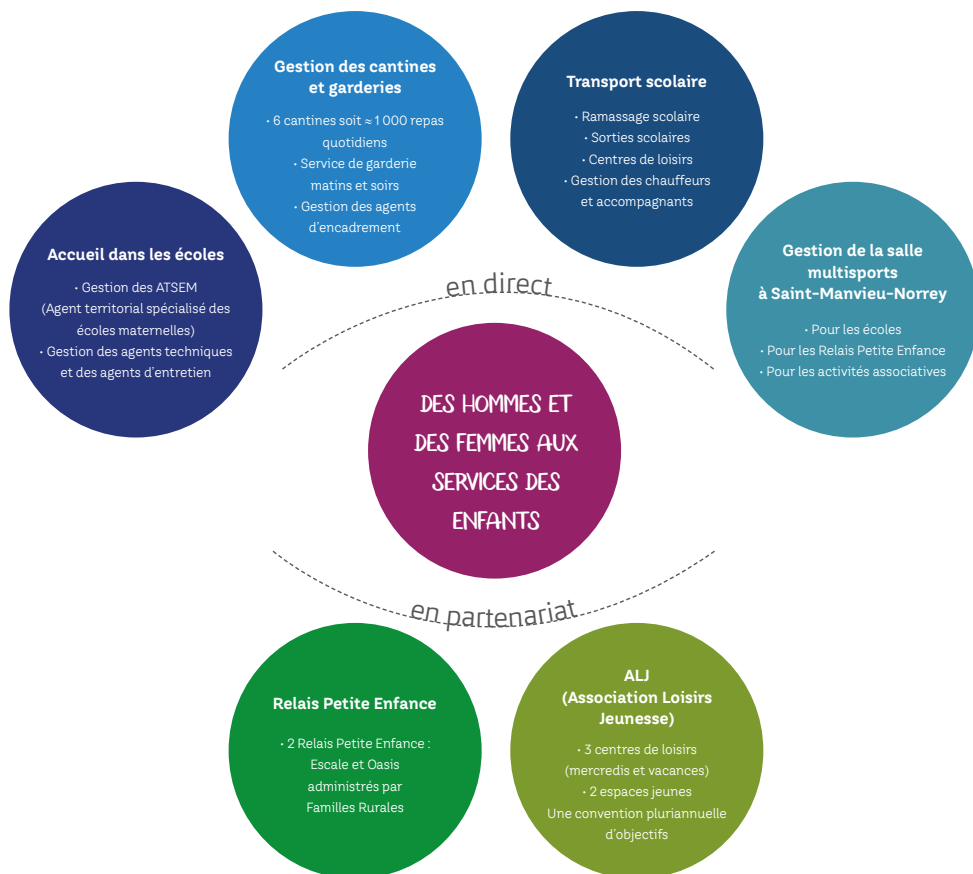 Gestion des cantines
et garderies
• 6 cantines soit ≈ 1 000 repas
quotidiens
• Service de garderie
matins et soirs
• Gestion des agents
d'encadrement
Transport scolaire
• Ramassage scolaire
• Sorties scolaires
• Centres de loisirs
• Gestion des chauffeurs
et accompagnants
Accueil dans les écoles
• Gestion des ATSEM
(Agent territorial spécialisé des
écoles maternelles)
• Gestion des agents techniques
et des agents d'entretien
Gestion de la salle
multisports
à Saint-Manvieu-Norrey
• Pour les écoles
• Pour les Relais Petite Enfance
• Pour les activités associatives
en direct
DES HOMMES ET
DES FEMMES AUX
SERVICES DES
ENFANTS
en partenariat
Relais Petite Enfance
• 2 Relais Petite Enfance :
Escale et Oasis
administrés par
Familles Rurales
ALJ
(Association Loisirs
Jeunesse)
• 3 centres de loisirs
(mercredis et vacances)
• 2 espaces jeunes
Une convention pluriannuelle
d'objectifs